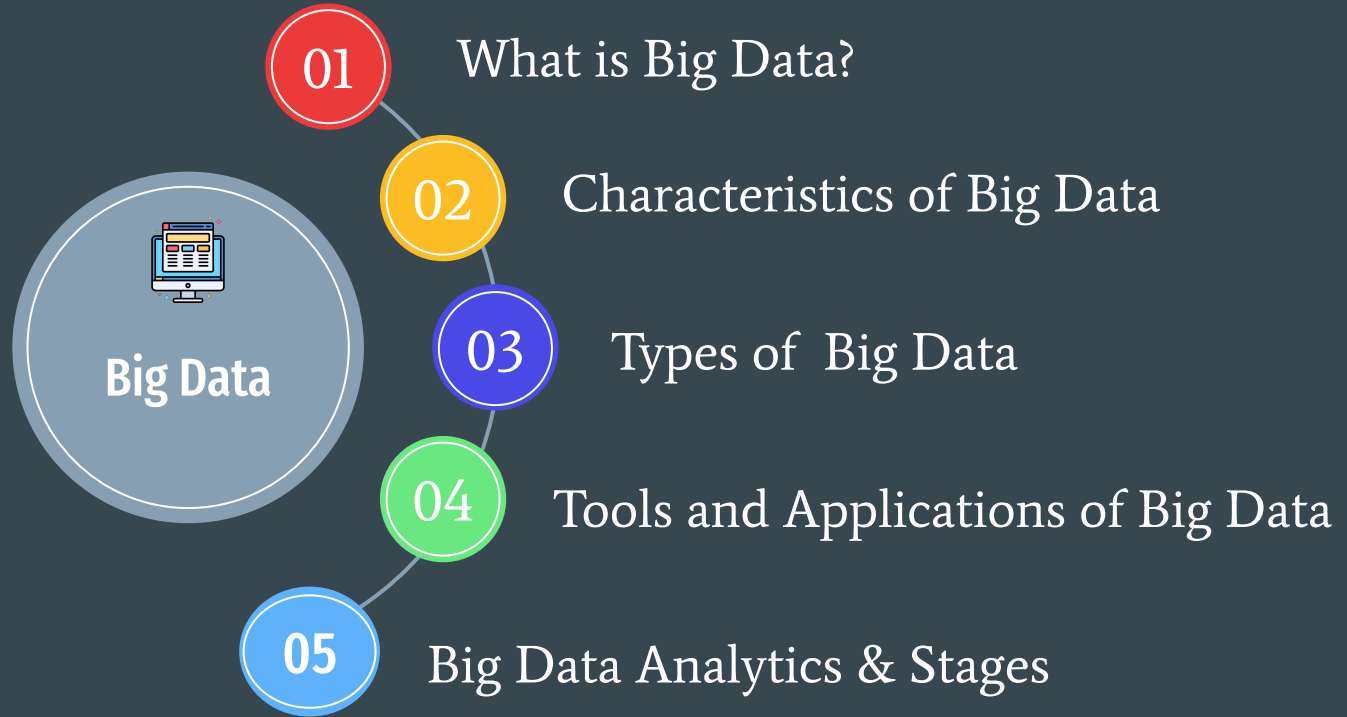 01
What is Big Data?
02
Characteristics of Big Data
03
Types of  Big Data
Big Data
04
Tools and Applications of Big Data
05
Big Data Analytics & Stages